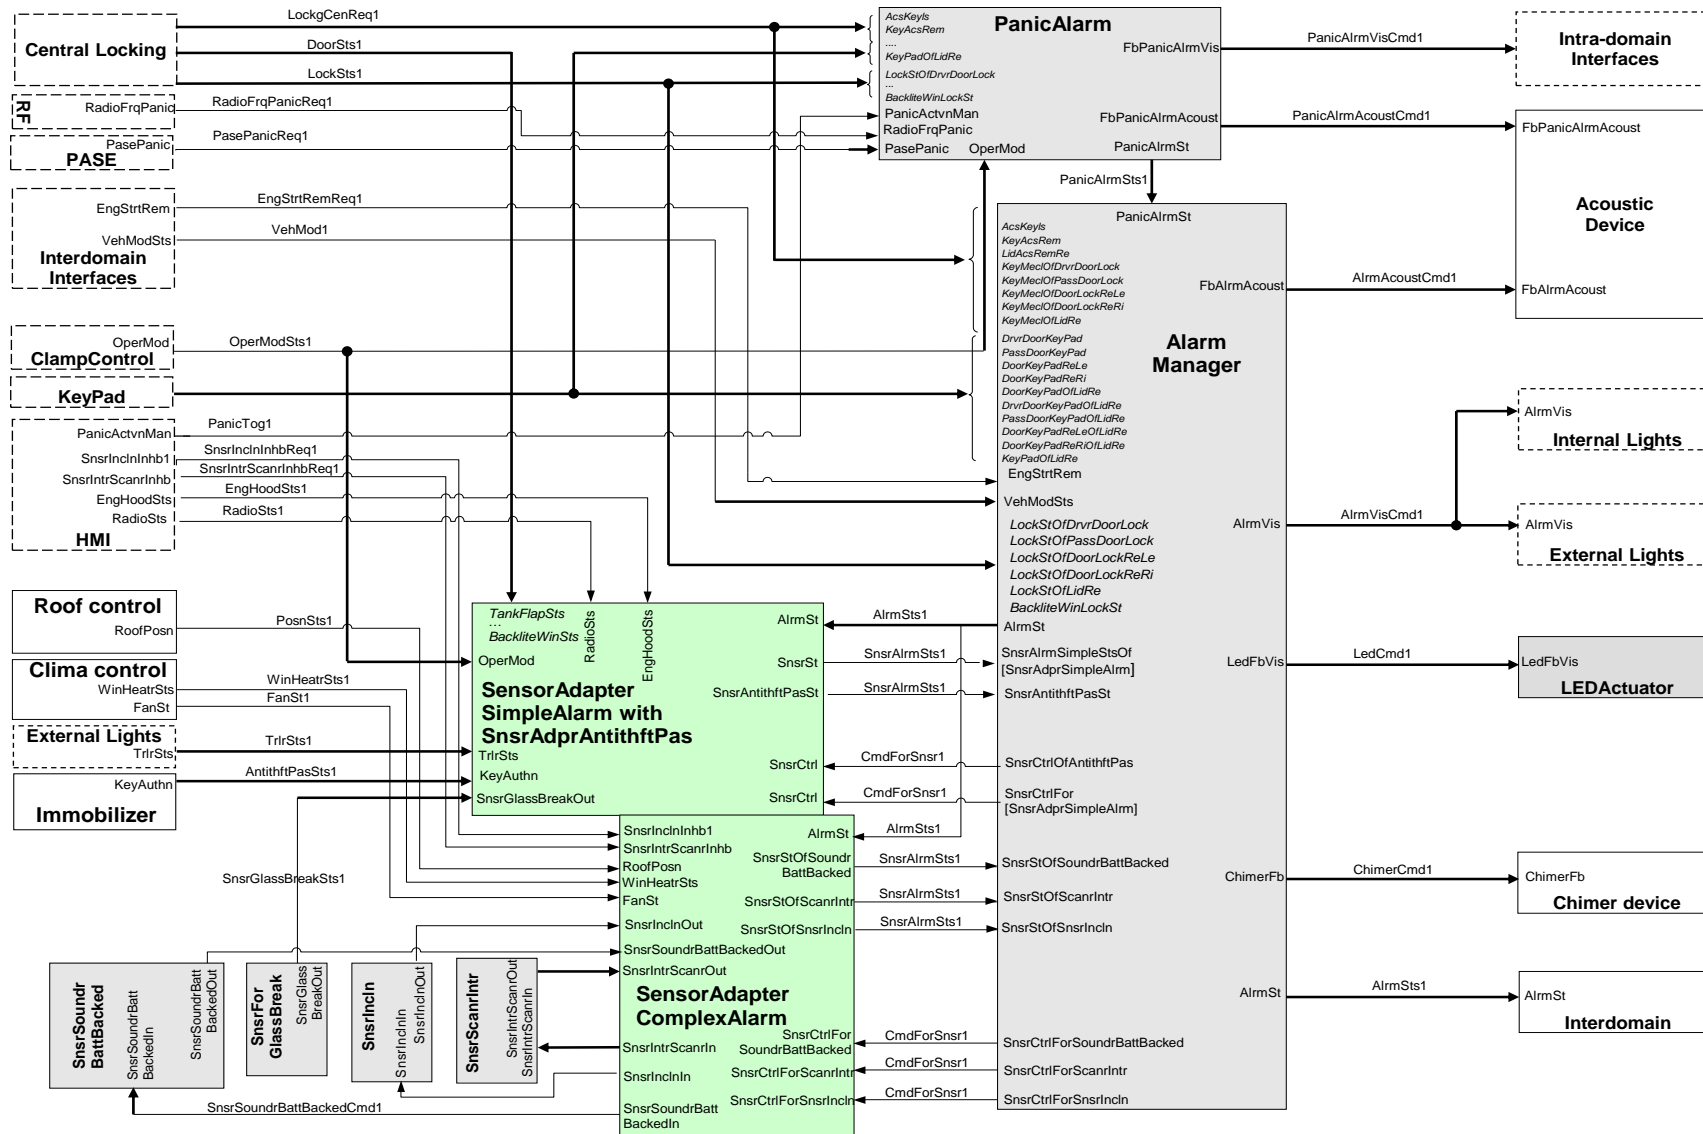 LockgCenReq1
Central Locking
DoorSts1
LockSts1
RF
RadioFrqPanic
RadioFrqPanicReq1
PasePanic
PasePanicReq1
PASE
EngStrtRem
EngStrtRemReq1
VehModSts
VehMod1
Interdomain
Interfaces
OperMod
OperModSts1
ClampControl
KeyPad
PanicActvnMan
PanicTog1
SnsrInclnInhb1
SnsrInclnInhbReq1
SnsrIntrScanrInhb
SnsrIntrScanrInhbReq1
EngHoodSts
EngHoodSts1
RadioSts
RadioSts1
HMI
Roof control
RoofPosn
PosnSts1
Clima control
WinHeatrSts
WinHeatrSts1
FanSt
FanSt1
External Lights
TrlrSts
TrlrSts1
KeyAuthn
AntithftPasSts1
Immobilizer
PanicAlarm
AcsKeyIs
KeyAcsRem
....
KeyPadOfLidRe
LockStOfDrvrDoorLock
...
BackliteWinLockSt
PanicActvnMan
RadioFrqPanic
PasePanic
OperMod
FbPanicAlrmVis
FbPanicAlrmAcoust
PanicAlrmSt
PanicAlrmVisCmd1
PanicAlrmAcoustCmd1
PanicAlrmSts1
Intra-domain
Interfaces
FbPanicAlrmAcoust
Acoustic
Device
FbAlrmAcoust
PanicAlrmSt
AcsKeyIs
KeyAcsRem
LidAcsRemRe
KeyMeclOfDrvrDoorLock
KeyMeclOfPassDoorLock
KeyMeclOfDoorLockReLe
KeyMeclOfDoorLockReRi
KeyMeclOfLidRe
DrvrDoorKeyPad
PassDoorKeyPad
DoorKeyPadReLe
DoorKeyPadReRi
DoorKeyPadOfLidRe
DrvrDoorKeyPadOfLidRe
PassDoorKeyPadOfLidRe
DoorKeyPadReLeOfLidRe
DoorKeyPadReRiOfLidRe
KeyPadOfLidRe
EngStrtRem
VehModSts
LockStOfDrvrDoorLock
LockStOfPassDoorLock
LockStOfDoorLockReLe
LockStOfDoorLockReRi
LockStOfLidRe
BackliteWinLockSt
AlrmSt
SnsrAlrmSimpleStsOf
[SnsrAdprSimpleAlrm]
SnsrAntithftPasSt
SnsrCtrlOfAntithftPas
SnsrCtrlFor
[SnsrAdprSimpleAlrm]
SnsrStOfSoundrBattBacked
SnsrStOfScanrIntr
SnsrStOfSnsrIncln
SnsrCtrlForSoundrBattBacked
SnsrCtrlForScanrIntr
SnsrCtrlForSnsrIncln
Alarm
Manager
FbAlrmAcoust
AlrmAcoustCmd1
AlrmVis
AlrmVisCmd1
LedFbVis
LedCmd1
ChimerFb
ChimerCmd1
AlrmSt
AlrmSts1
AlrmVis
Internal Lights
AlrmVis
External Lights
LedFbVis
LEDActuator
ChimerFb
Chimer device
AlrmSt
Interdomain
TankFlapSts
...
BackliteWinSts
RadioSts
EngHoodSts
OperMod
SensorAdapter
SimpleAlarm with
SnsrAdprAntithftPas
TrlrSts
KeyAuthn
SnsrGlassBreakOut
AlrmSt
SnsrSt
SnsrAntithftPasSt
SnsrCtrl
SnsrCtrl
AlrmSts1
SnsrAlrmSts1
SnsrAlrmSts1
CmdForSnsr1
CmdForSnsr1
AlrmSts1
SnsrAlrmSts1
SnsrAlrmSts1
SnsrAlrmSts1
CmdForSnsr1
CmdForSnsr1
CmdForSnsr1
SnsrInclnInhb1
SnsrIntrScanrInhb
RoofPosn
WinHeatrSts
FanSt
SnsrInclnOut
SnsrSoundrBattBackedOut
SnsrIntrScanrOut
SensorAdapter
ComplexAlarm
SnsrIntrScanrIn
SnsrInclnIn
SnsrSoundrBatt
BackedIn
AlrmSt
SnsrStOfSoundr
BattBacked
SnsrStOfScanrIntr
SnsrStOfSnsrIncln
SnsrCtrlFor
SoundrBattBacked
SnsrCtrlForScanrIntr
SnsrCtrlForSnsrIncln
SnsrGlassBreakSts1
SnsrSoundr
BattBacked
SnsrSoundrBatt
BackedIn
SnsrSoundrBatt
BackedOut
SnsrFor
GlassBreak
SnsrGlass
BreakOut
SnsrIncln
SnsrInclnIn
SnsrInclnOut
SnsrScanrIntr
SnsrIntrScanrOut
SnsrIntrScanrIn
SnsrSoundrBattBackedCmd1